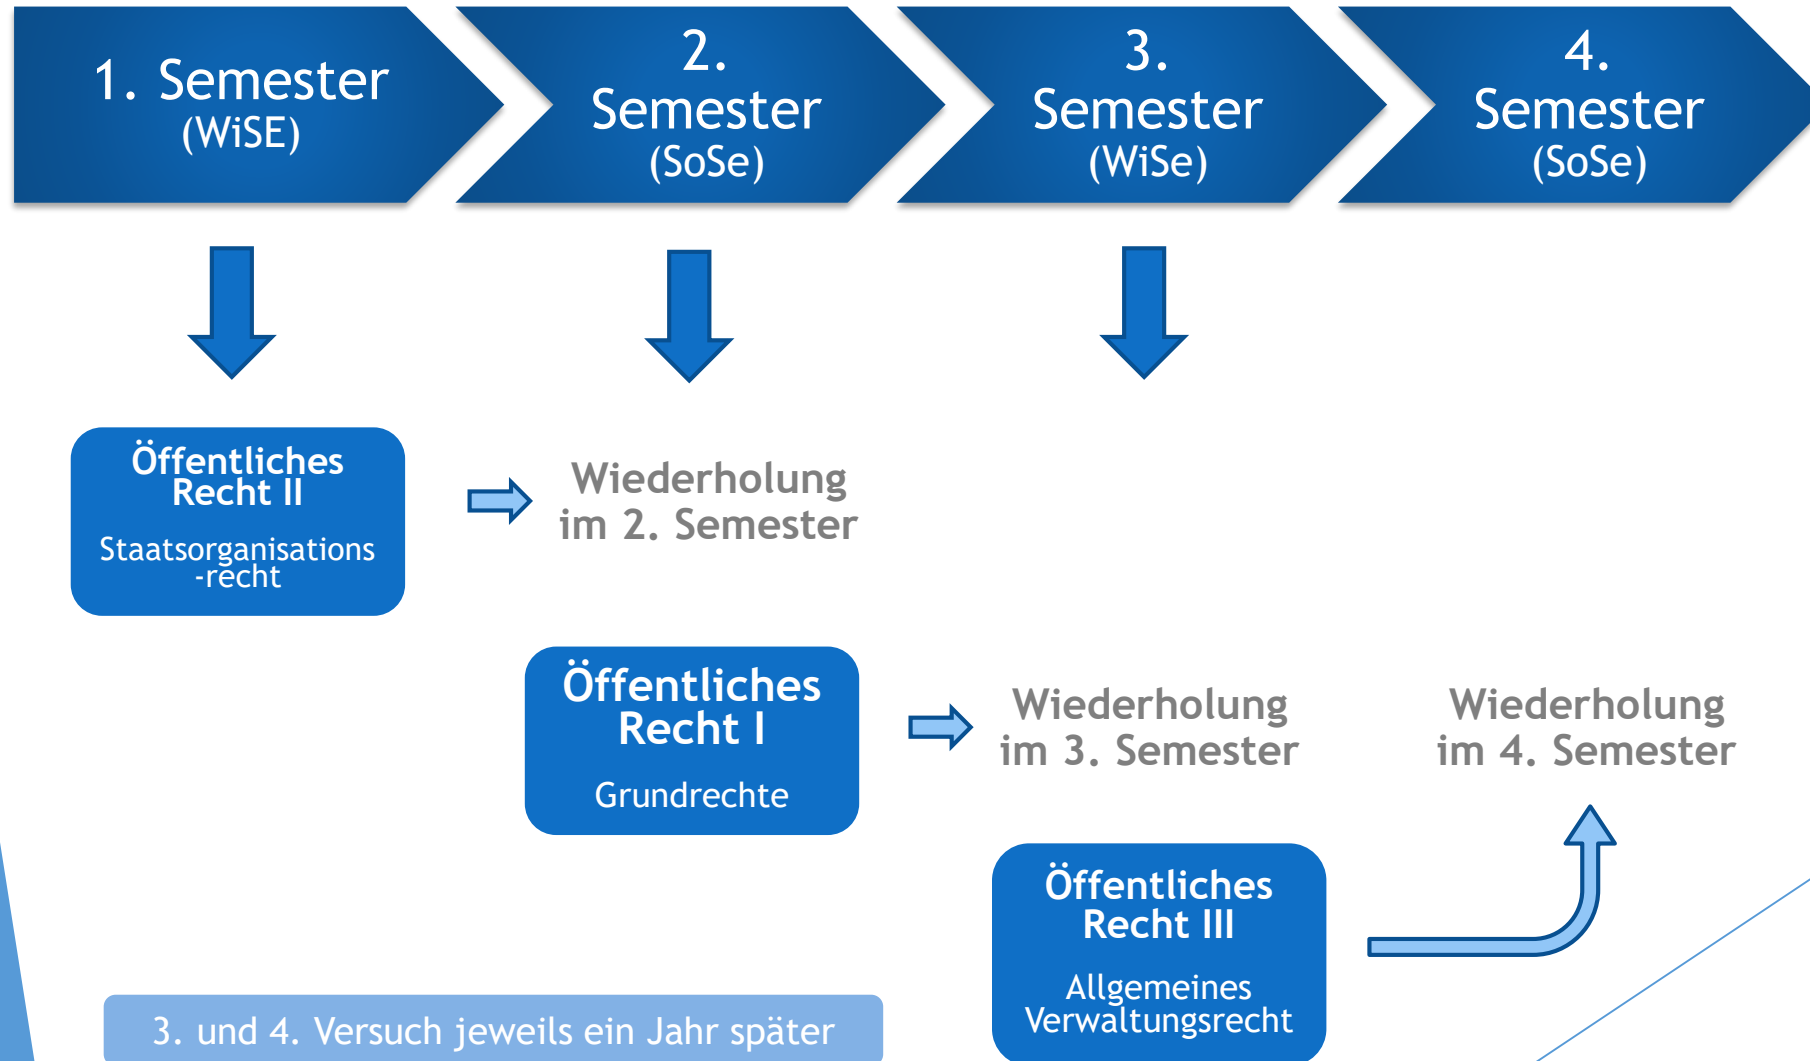 1. Semester
(WiSE)
2.
Semester
(SoSe)
3.
Semester
(WiSe)
4.
Semester
(SoSe)
Öffentliches
Recht II
Staatsorganisations
-recht
Wiederholung
im 2. Semester
Öffentliches
Recht I
Grundrechte
Wiederholung
im 3. Semester
Wiederholung
im 4. Semester
Öffentliches
Recht III
Allgemeines
Verwaltungsrecht
3. und 4. Versuch jeweils ein Jahr später